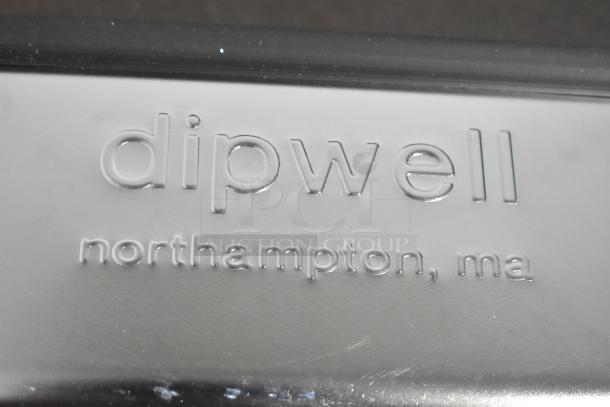 dipwell
PCI
AUCTION GROUP
northampton, ma